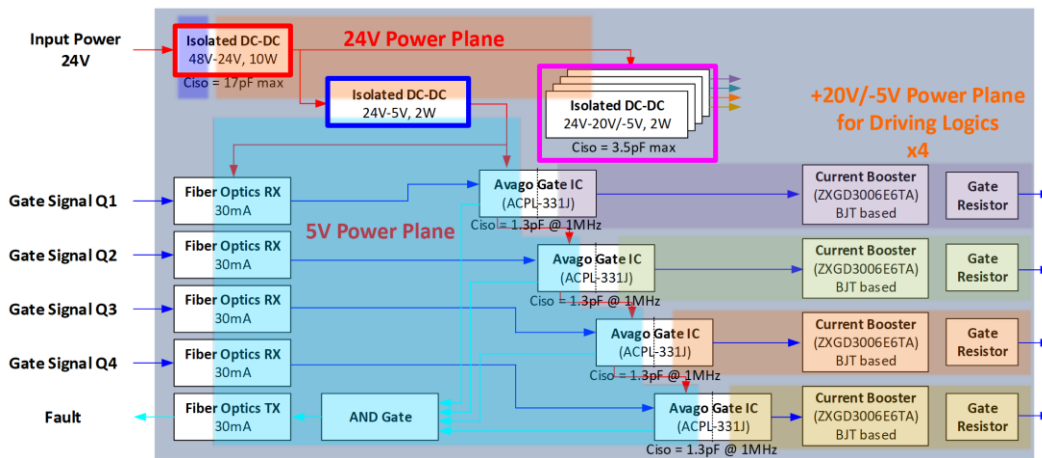 Input Power
24V
Isolated DC-DC
48V-24V, 10W
Ciso = 17pF max
24V Power Plane
Isolated DC-DC
24V-5V, 2W
Isolated DC-DC
24V-20V/-5V, 2W
Ciso = 3.5pF max
+20V/-5V Power Plane
for Driving Logics
x4
Gate Signal Q1
Fiber Optics RX
30mA
Avago Gate IC
(ACPL-331J)
Ciso = 1.3pF @ 1MHz
Current Booster
(ZXGD3006E6TA)
BJT based
Gate
Resistor
5V Power Plane
Gate Signal Q2
Fiber Optics RX
30mA
Avago Gate IC
(ACPL-331J)
Ciso = 1.3pF @ 1MHz
Current Booster
(ZXGD3006E6TA)
BJT based
Gate
Resistor
Gate Signal Q3
Fiber Optics RX
30mA
Avago Gate IC
(ACPL-331J)
Ciso = 1.3pF @ 1MHz
Current Booster
(ZXGD3006E6TA)
BJT based
Gate
Resistor
Gate Signal Q4
Fiber Optics RX
30mA
Avago Gate IC
(ACPL-331J)
Ciso = 1.3pF @ 1MHz
Current Booster
(ZXGD3006E6TA)
BJT based
Gate
Resistor
Fault
Fiber Optics TX
30mA
AND Gate